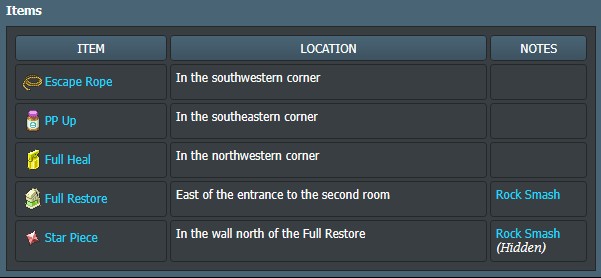 Items
ITEM LOCATION NOTES
Escape Rope In the southwestern corner
PP Up In the southeastern corner
Full Heal In the northwestern corner
Full Restore East of the entrance to the second room Rock Smash
Star Piece In the wall north of the Full Restore Rock Smash
(Hidden)